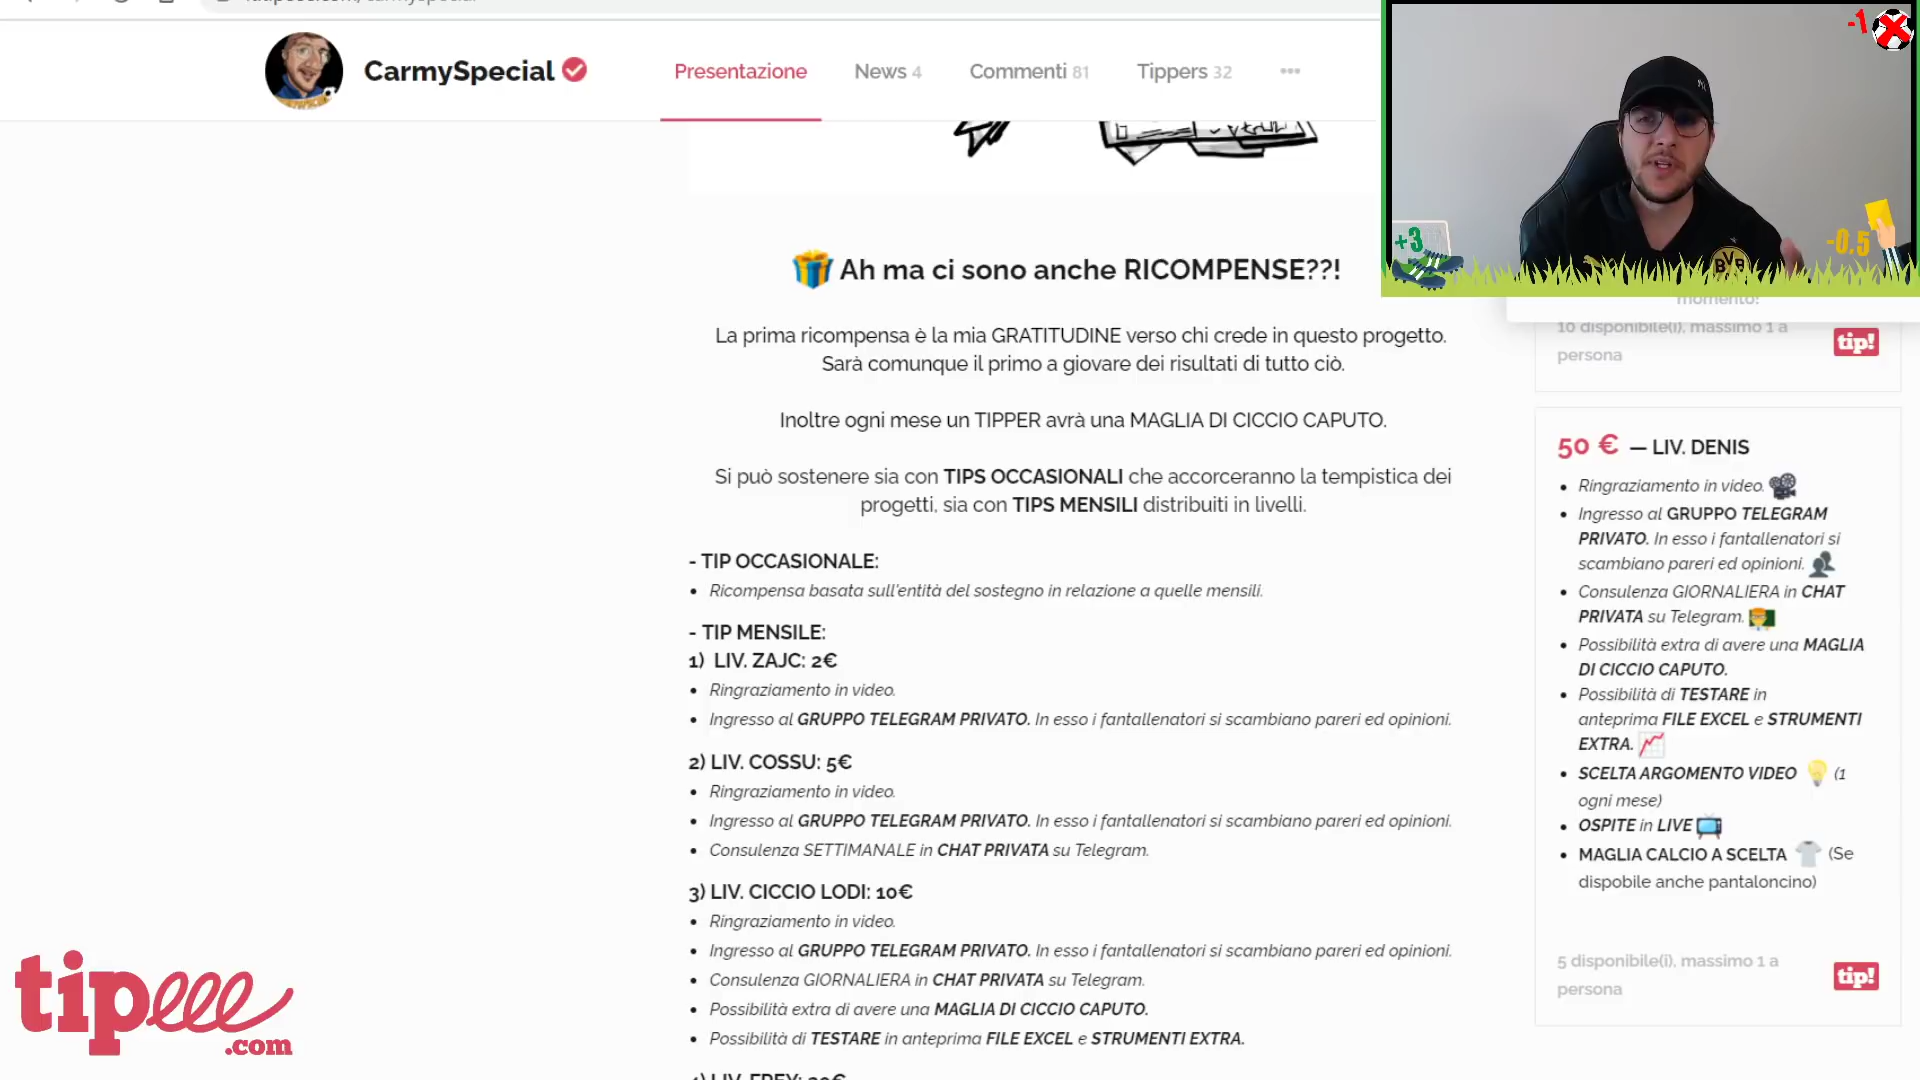 CarmySpecial
Presentazione
News 4
Commenti 81
Tippers 32
-1
+3
-0.5
BVB
Ah ma ci sono anche RICOMPENSE??!
La prima ricompensa è la mia GRATITUDINE verso chi crede in questo progetto.
Sarà comunque il primo a giovare dei risultati di tutto ciò.
Inoltre ogni mese un TIPPER avrà una MAGLIA DI CICCIO CAPUTO.
Si può sostenere sia con TIPS OCCASIONALI che accorceranno la tempistica dei
progetti, sia con TIPS MENSILI distribuiti in livelli.
- TIP OCCASIONALE:
• Ricompensa basata sull'entità del sostegno in relazione a quelle mensili.
- TIP MENSILE:
1) LIV. ZAJC: 2€
• Ringraziamento in video.
• Ingresso al GRUPPO TELEGRAM PRIVATO. In esso i fantallenatori si scambiano pareri ed opinioni.
2) LIV. COSSU: 5€
• Ringraziamento in video.
• Ingresso al GRUPPO TELEGRAM PRIVATO. In esso i fantallenatori si scambiano pareri ed opinioni.
• Consulenza SETTIMANALE in CHAT PRIVATA su Telegram.
3) LIV. CICCIO LODI: 10€
• Ringraziamento in video.
• Ingresso al GRUPPO TELEGRAM PRIVATO. In esso i fantallenatori si scambiano pareri ed opinioni.
• Consulenza GIORNALIERA in CHAT PRIVATA su Telegram.
• Possibilità extra di avere una MAGLIA DI CICCIO CAPUTO.
• Possibilità di TESTARE in anteprima FILE EXCEL e STRUMENTI EXTRA.
momento!
10 disponibile(i), massimo 1 a
persona
tip!
50 € — LIV. DENIS
• Ringraziamento in video.
• Ingresso al GRUPPO TELEGRAM
PRIVATO. In esso i fantallenatori si
scambiano pareri ed opinioni.
• Consulenza GIORNALIERA in CHAT
PRIVATA su Telegram.
• Possibilità extra di avere una MAGLIA
DI CICCIO CAPUTO.
• Possibilità di TESTARE in
anteprima FILE EXCEL e STRUMENTI
EXTRA.
• SCELTA ARGOMENTO VIDEO (1
ogni mese)
• OSPITE in LIVE
• MAGLIA CALCIO A SCELTA (Se
dispobile anche pantaloncino)
5 disponibile(i), massimo 1 a
persona
tip!
tipeee
.com